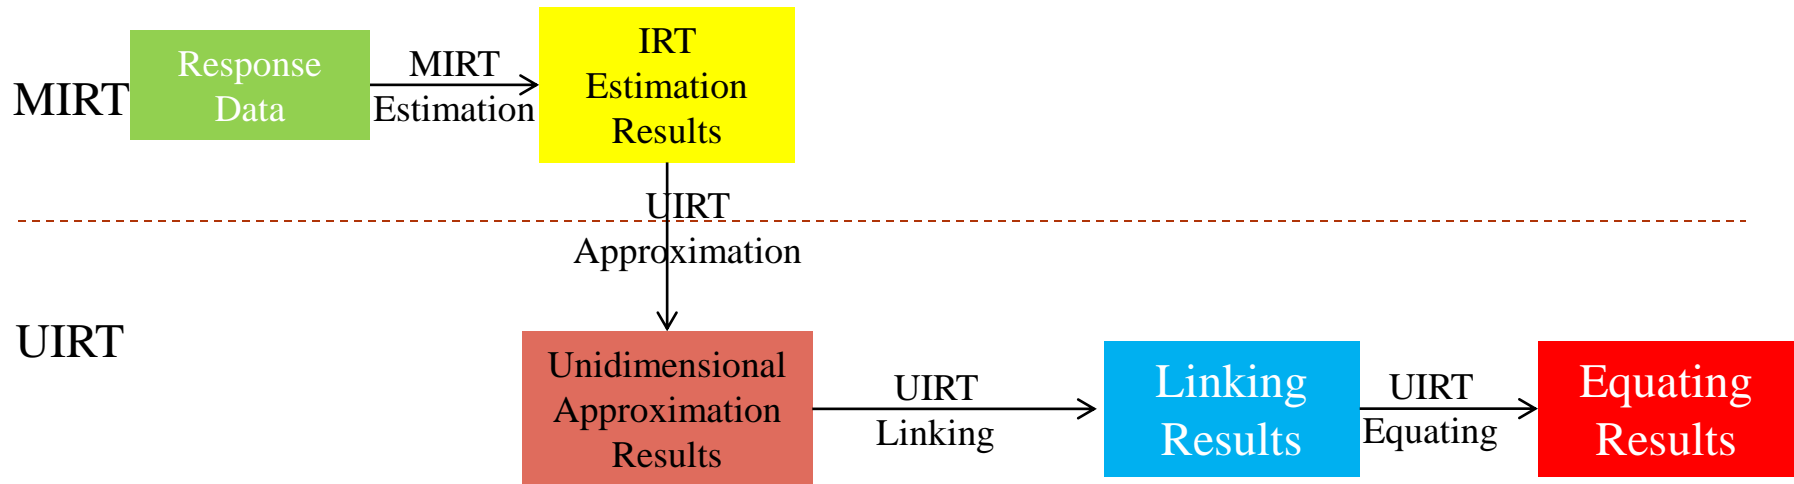 MIRT
Response
Data
MIRT
Estimation
IRT
Estimation
Results
UIRT
Approximation
UIRT
Unidimensional
Approximation
Results
UIRT
Linking
Linking
Results
UIRT
Equating
Equating
Results